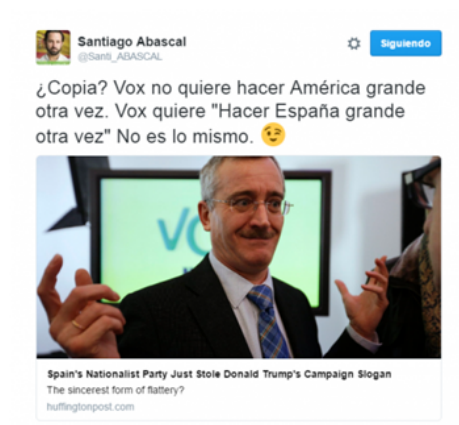 Santiago Abascal
@Santi_ABASCAL
Siguiendo
¿Copia? Vox no quiere hacer América grande
otra vez. Vox quiere "Hacer España grande
otra vez" No es lo mismo. 😉
VO
Spain's Nationalist Party Just Stole Donald Trump's Campaign Slogan
The sincerest form of flattery?
huffingtonpost.com